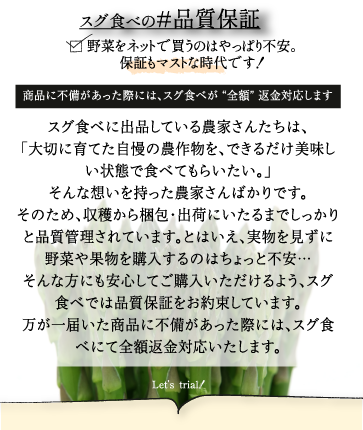 スグ食べの#品質保証
野菜をネットで買うのはやっぱり不安。
保証もマストな時代です!
商品に不備があった際には、スグ食べが“全額”返金対応します
スグ食べに出品している農家さんたちは、
「大切に育てた自慢の農作物を、できるだけ美味し
い状態で食べてもらいたい。」
そんな想いを持った農家さんばかりです。
そのため、収穫から梱包・出荷にいたるまでしっかり
と品質管理されています。とはいえ、実物を見ずに
野菜や果物を購入するのはちょっと不安…
そんな方にも安心してご購入いただけるよう、スグ
食べでは品質保証をお約束しています。
万が一届いた商品に不備があった際には、スグ食
べにて全額返金対応いたします。
Let's trial!